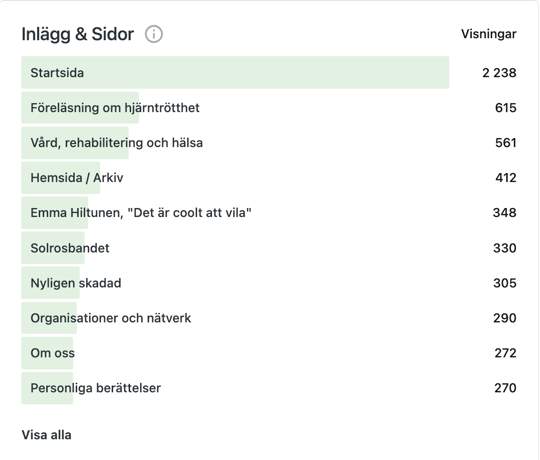 Inlägg & Sidor Visningar
Startsida 2 238
Föreläsning om hjärntrötthet 615
Vård, rehabilitering och hälsa 561
Hemsida / Arkiv 412
Emma Hiltunen, "Det är coolt att vila" 348
Solrosbandet 330
Nyligen skadad 305
Organisationer och nätverk 290
Om oss 272
Personliga berättelser 270
Visa alla